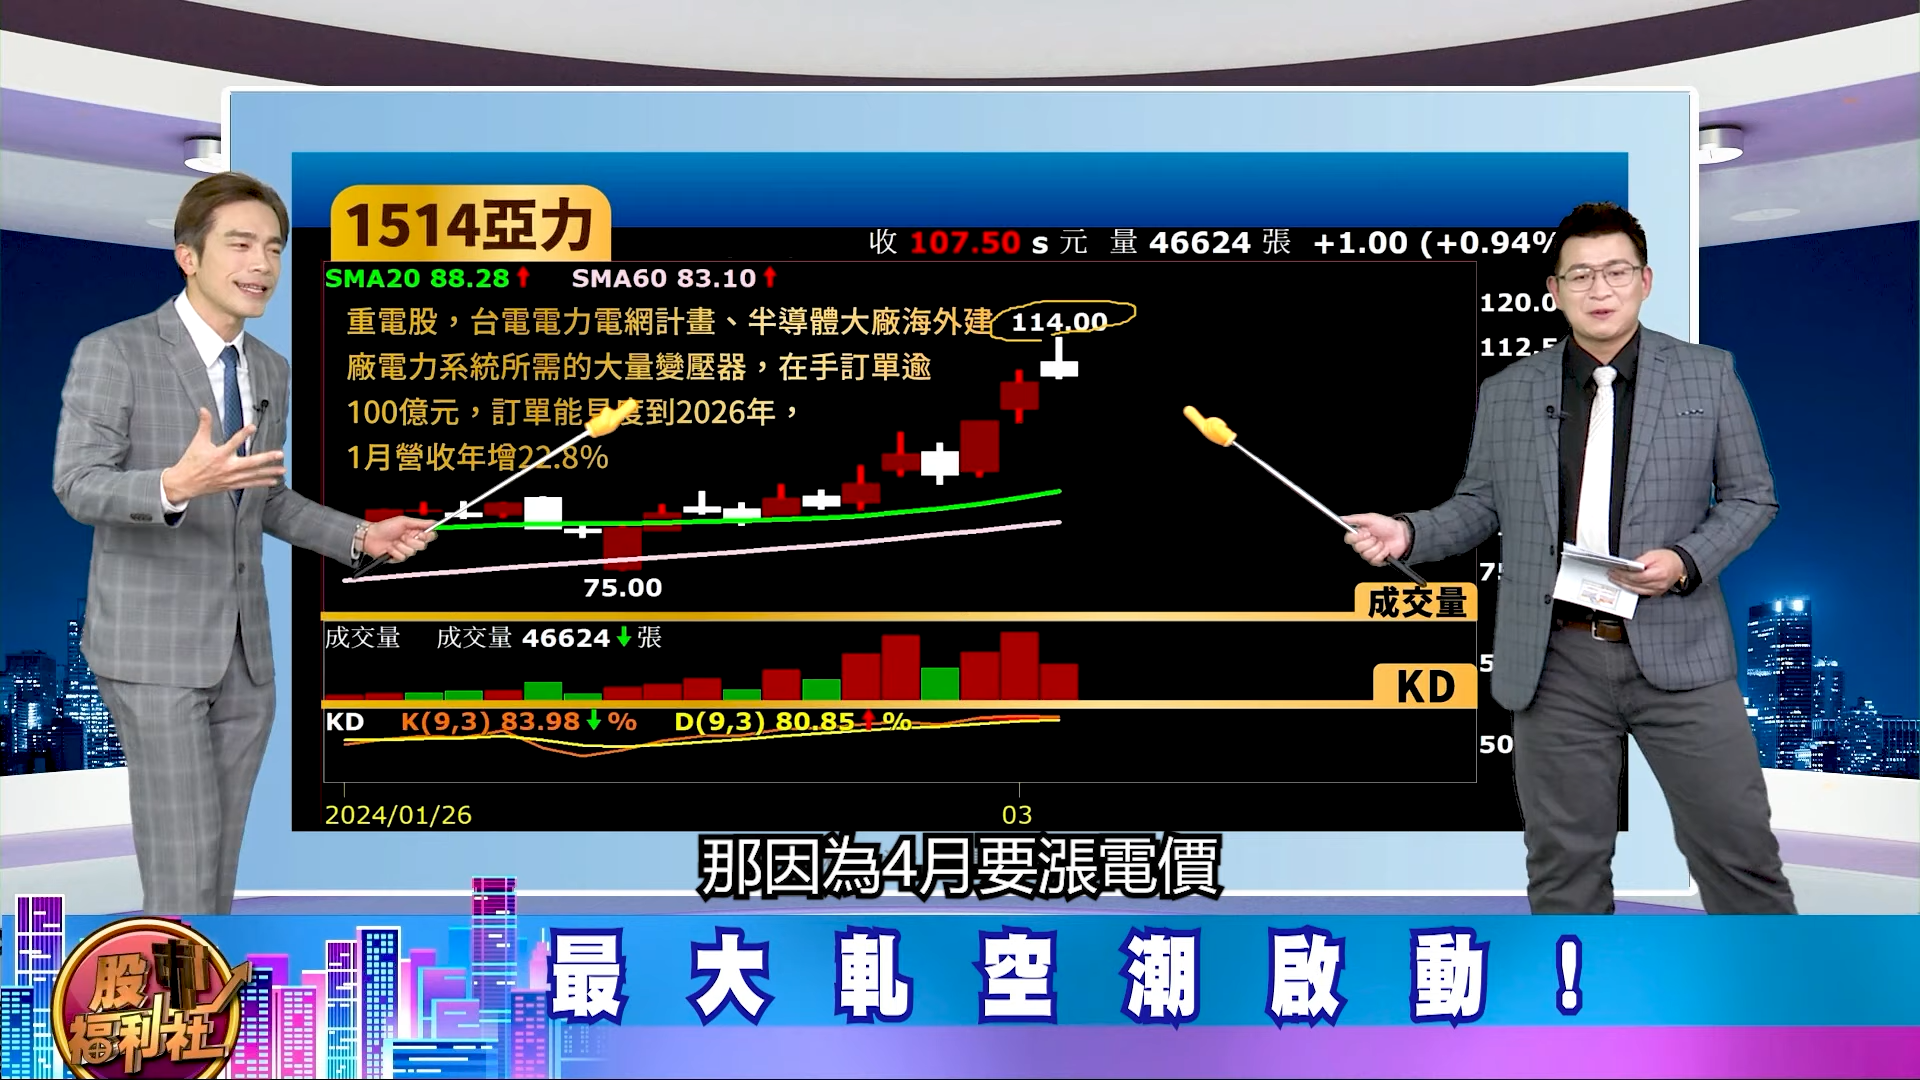 1514亞力
收 107.50 s 元 量 46624 張 +1.00 (+0.94%
SMA20 88.28↑ SMA60 83.10↑
重電股，台電電力電網計畫、半導體大廠海外建
廠電力系統所需的大量變壓器，在手訂單逾
100億元，訂單能見度到2026年，
1月營收年增22.8%
114.00
120.0
112.5
75.00
成交量
成交量 成交量 46624↓張
KD
KD K(9,3) 83.98↓% D(9,3) 80.85↑%
50
2024/01/26 03
那因為4月要漲電價
最大軋空潮啟動！
股市
福利社